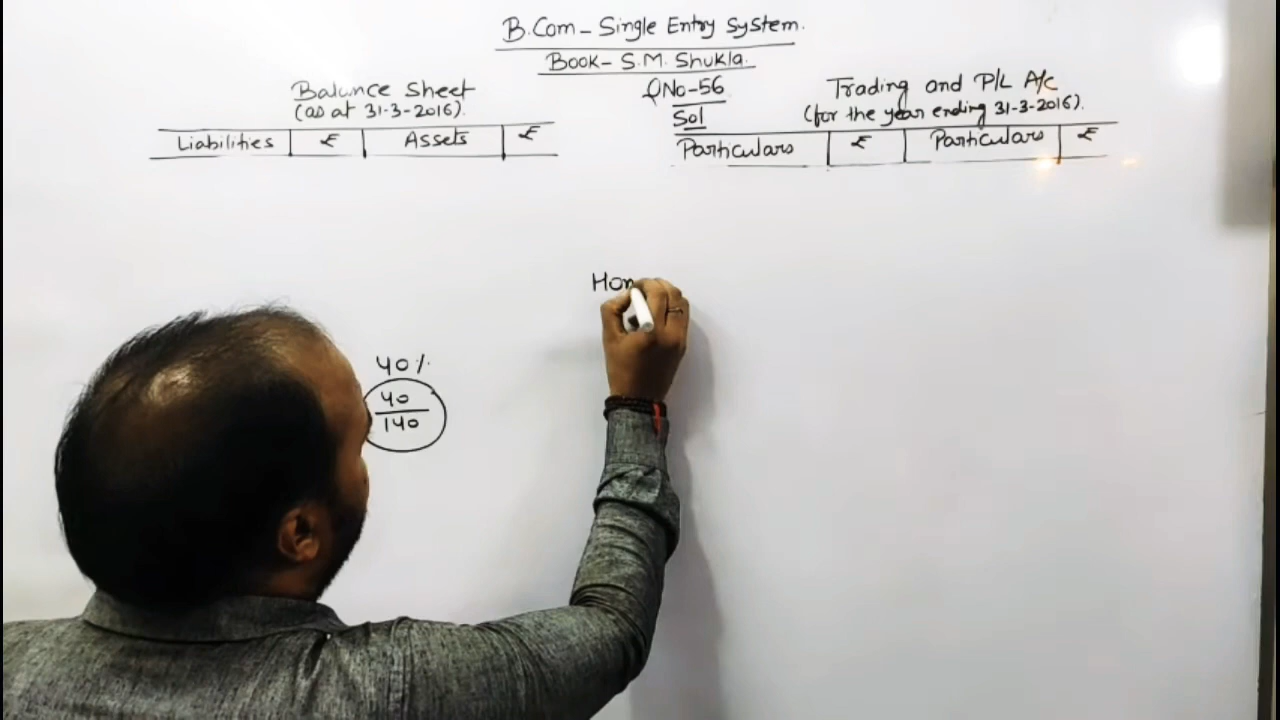 B.Com - Single Entry System.
Book - S.M. Shukla.
Balance Sheet
(as at 31-3-2016).
Liabilities ₹ Assets ₹
QNo-56
Sol
Trading and P/L A/c
(for the year ending 31-3-2016).
Particulars ₹ Particulars ₹
40%
40
140